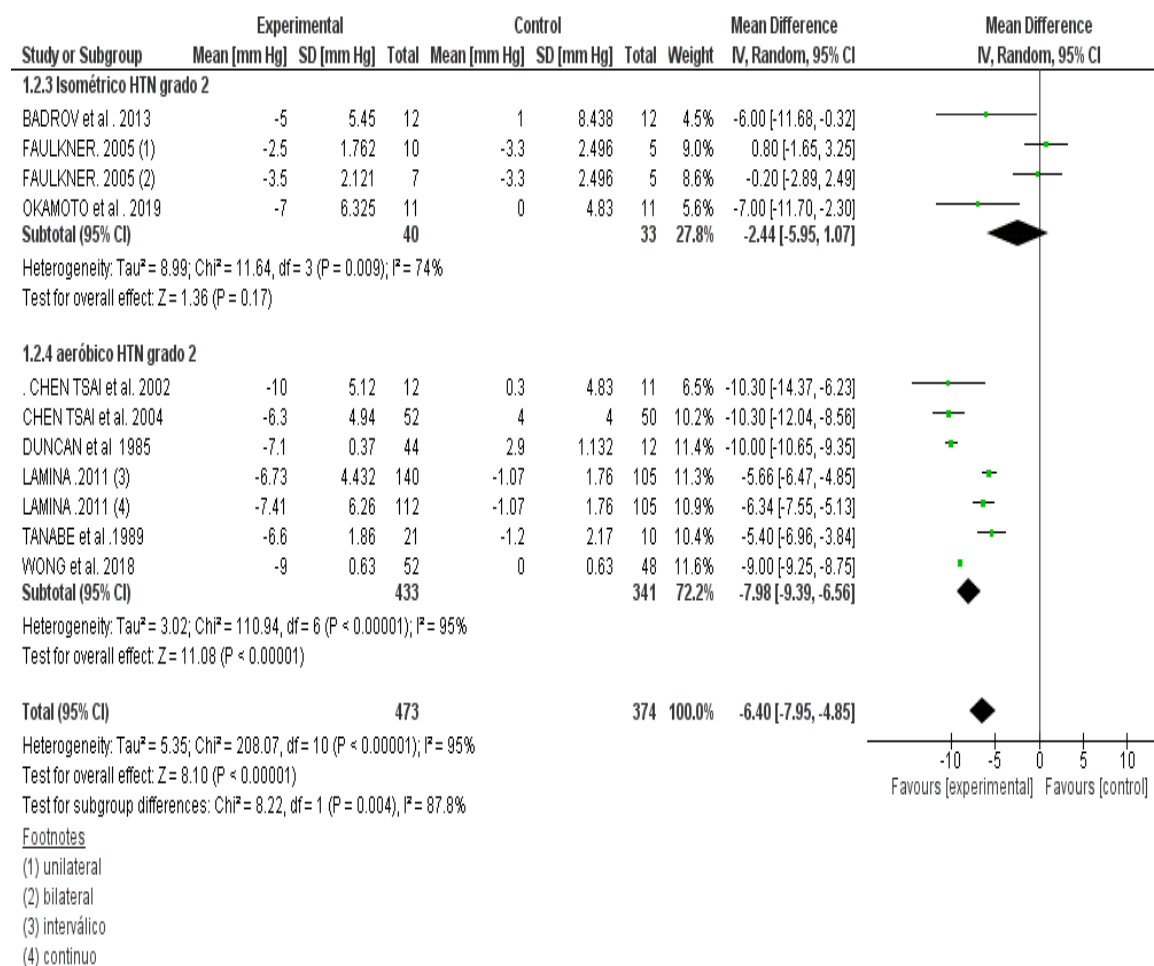 Experimental Control Mean Difference Mean Difference
Study or Subgroup Mean [mm Hg] SD [mm Hg] Total Mean [mm Hg] SD [mm Hg] Total Weight IV, Random, 95% CI IV, Random, 95% CI
1.2.3 Isométrico HTN grado 2
BADROV et al . 2013 -5 5.45 12 1 8.438 12 4.5% -6.00 [-11.68, -0.32]
FAULKNER. 2005 (1) -2.5 1.762 10 -3.3 2.496 5 9.0% 0.80 [-1.65, 3.25]
FAULKNER. 2005 (2) -3.5 2.121 7 -3.3 2.496 5 8.6% -0.20 [-2.89, 2.49]
OKAMOTO et al . 2019 -7 6.325 11 0 4.83 11 5.6% -7.00 [-11.70, -2.30]
Subtotal (95% CI) 40 33 27.8% -2.44 [-5.95, 1.07]
Heterogeneity: Tau² = 8.99; Chi² = 11.64, df = 3 (P = 0.009); I² = 74%
Test for overall effect: Z = 1.36 (P = 0.17)
1.2.4 aeróbico HTN grado 2
. CHEN TSAI et al. 2002 -10 5.12 12 0.3 4.83 11 6.5% -10.30 [-14.37, -6.23]
CHEN TSAI et al. 2004 -6.3 4.94 52 4 4 50 10.2% -10.30 [-12.04, -8.56]
DUNCAN et al 1985 -7.1 0.37 44 2.9 1.132 12 11.4% -10.00 [-10.65, -9.35]
LAMINA .2011 (3) -6.73 4.432 140 -1.07 1.76 105 11.3% -5.66 [-6.47, -4.85]
LAMINA .2011 (4) -7.41 6.26 112 -1.07 1.76 105 10.9% -6.34 [-7.55, -5.13]
TANABE et al .1989 -6.6 1.86 21 -1.2 2.17 10 10.4% -5.40 [-6.96, -3.84]
WONG et al. 2018 -9 0.63 52 0 0.63 48 11.6% -9.00 [-9.25, -8.75]
Subtotal (95% CI) 433 341 72.2% -7.98 [-9.39, -6.56]
Heterogeneity: Tau² = 3.02; Chi² = 110.94, df = 6 (P < 0.00001); I² = 95%
Test for overall effect: Z = 11.08 (P < 0.00001)
Total (95% CI) 473 374 100.0% -6.40 [-7.95, -4.85]
Heterogeneity: Tau² = 5.35; Chi² = 208.07, df = 10 (P < 0.00001); I² = 95%
Test for overall effect: Z = 8.10 (P < 0.00001)
Test for subgroup differences: Chi² = 8.22, df = 1 (P = 0.004), I² = 87.8%
-10 -5 0 5 10
Favours [experimental] Favours [control]
Footnotes
(1) unilateral
(2) bilateral
(3) interválico
(4) continuo